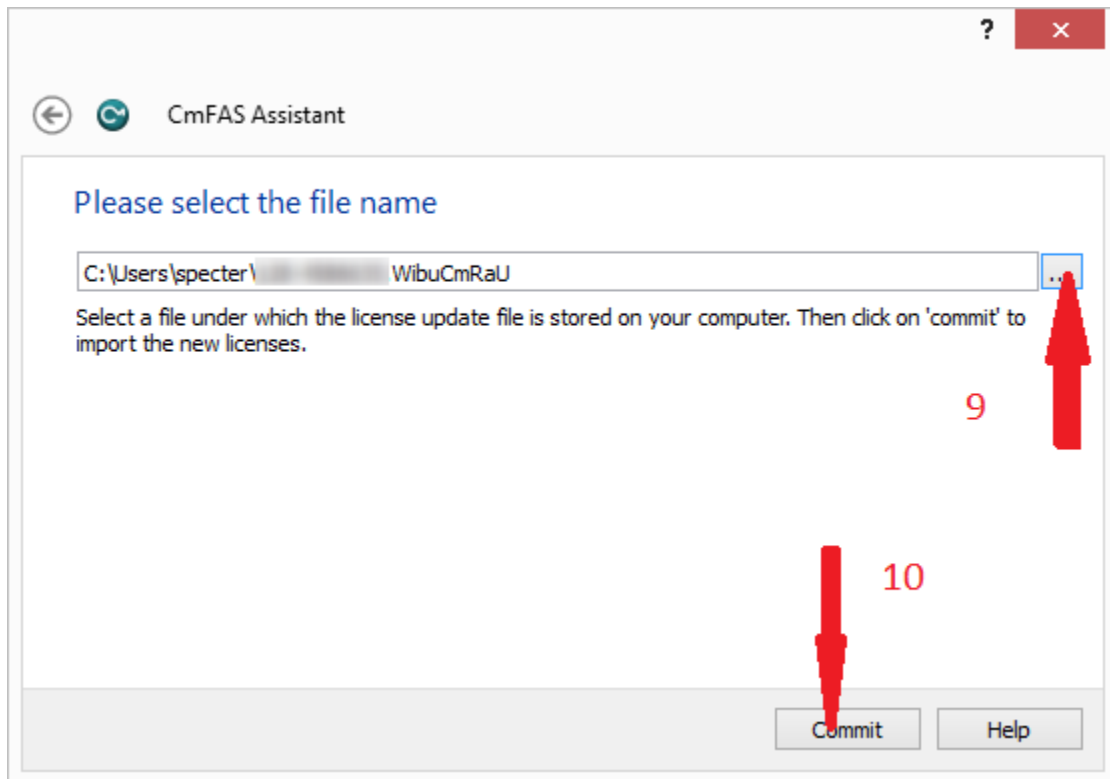 ?
CmFAS Assistant
Please select the file name
C:\Users\specter\ WibuCmRaU
...
Select a file under which the license update file is stored on your computer. Then click on 'commit' to
import the new licenses.
9
10
Commit
Help